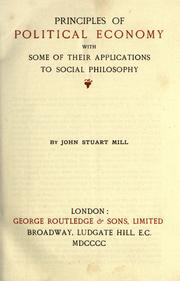 PRINCIPLES OF
POLITICAL ECONOMY
WITH
SOME OF THEIR APPLICATIONS
TO SOCIAL PHILOSOPHY
BY JOHN STUART MILL
LONDON:
GEORGE ROUTLEDGE & SONS, LIMITED
BROADWAY, LUDGATE HILL, E.C.
MDCCCC